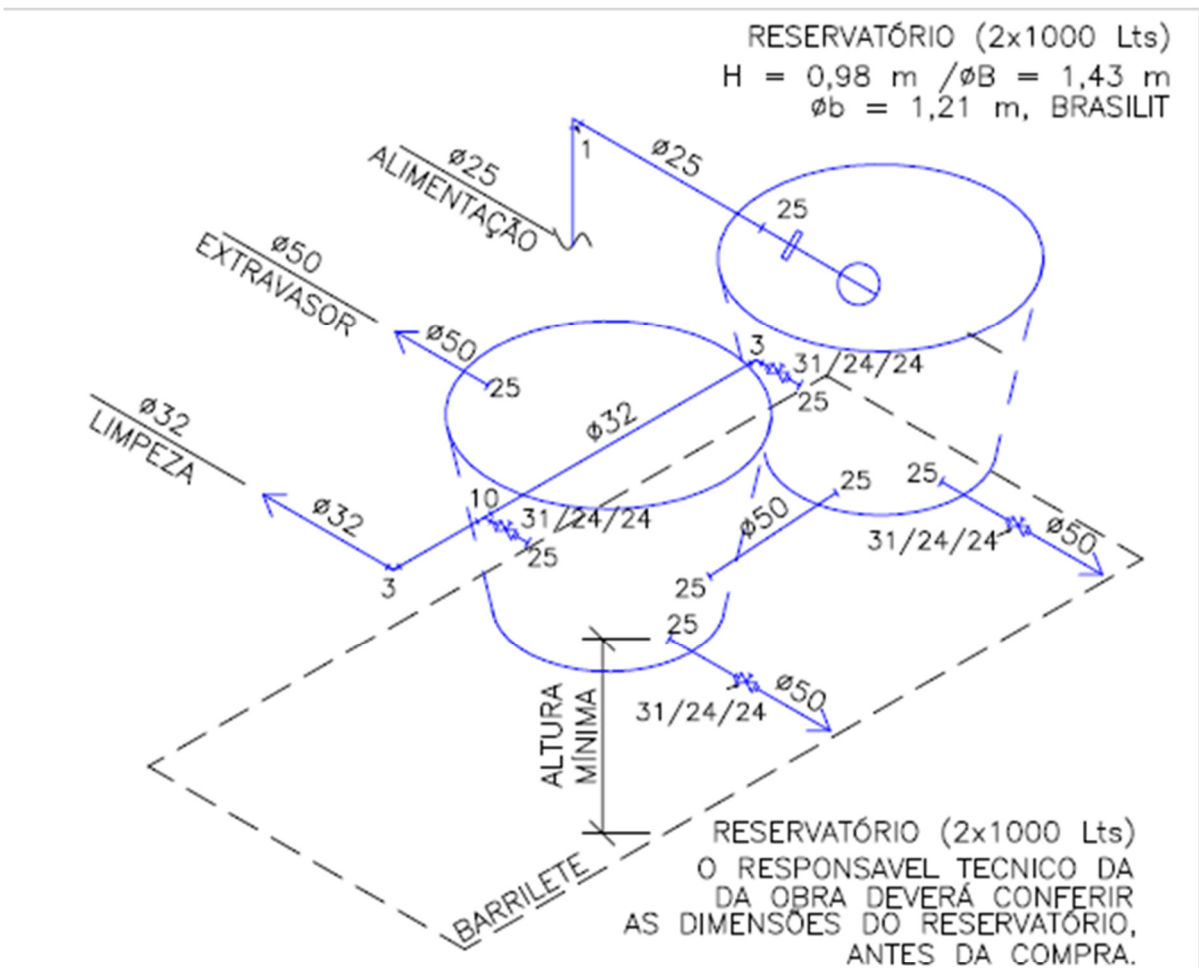 RESERVATÓRIO (2x1000 Lts)
H = 0,98 m /øB = 1,43 m
øb = 1,21 m, BRASILIT
1
ø25
ø25
ALIMENTAÇÃO
25
ø50
EXTRAVASOR
ø50
25
3
31/24/24
25
ø32
LIMPEZA
ø32
ø32
10
31/24/24
25
3
25
25
ø50
31/24/24
ø50
25
25
ø50
31/24/24
ALTURA
MÍNIMA
BARRILETE
RESERVATÓRIO (2x1000 Lts)
O RESPONSAVEL TECNICO DA
DA OBRA DEVERÁ CONFERIR
AS DIMENSÕES DO RESERVATÓRIO,
ANTES DA COMPRA.